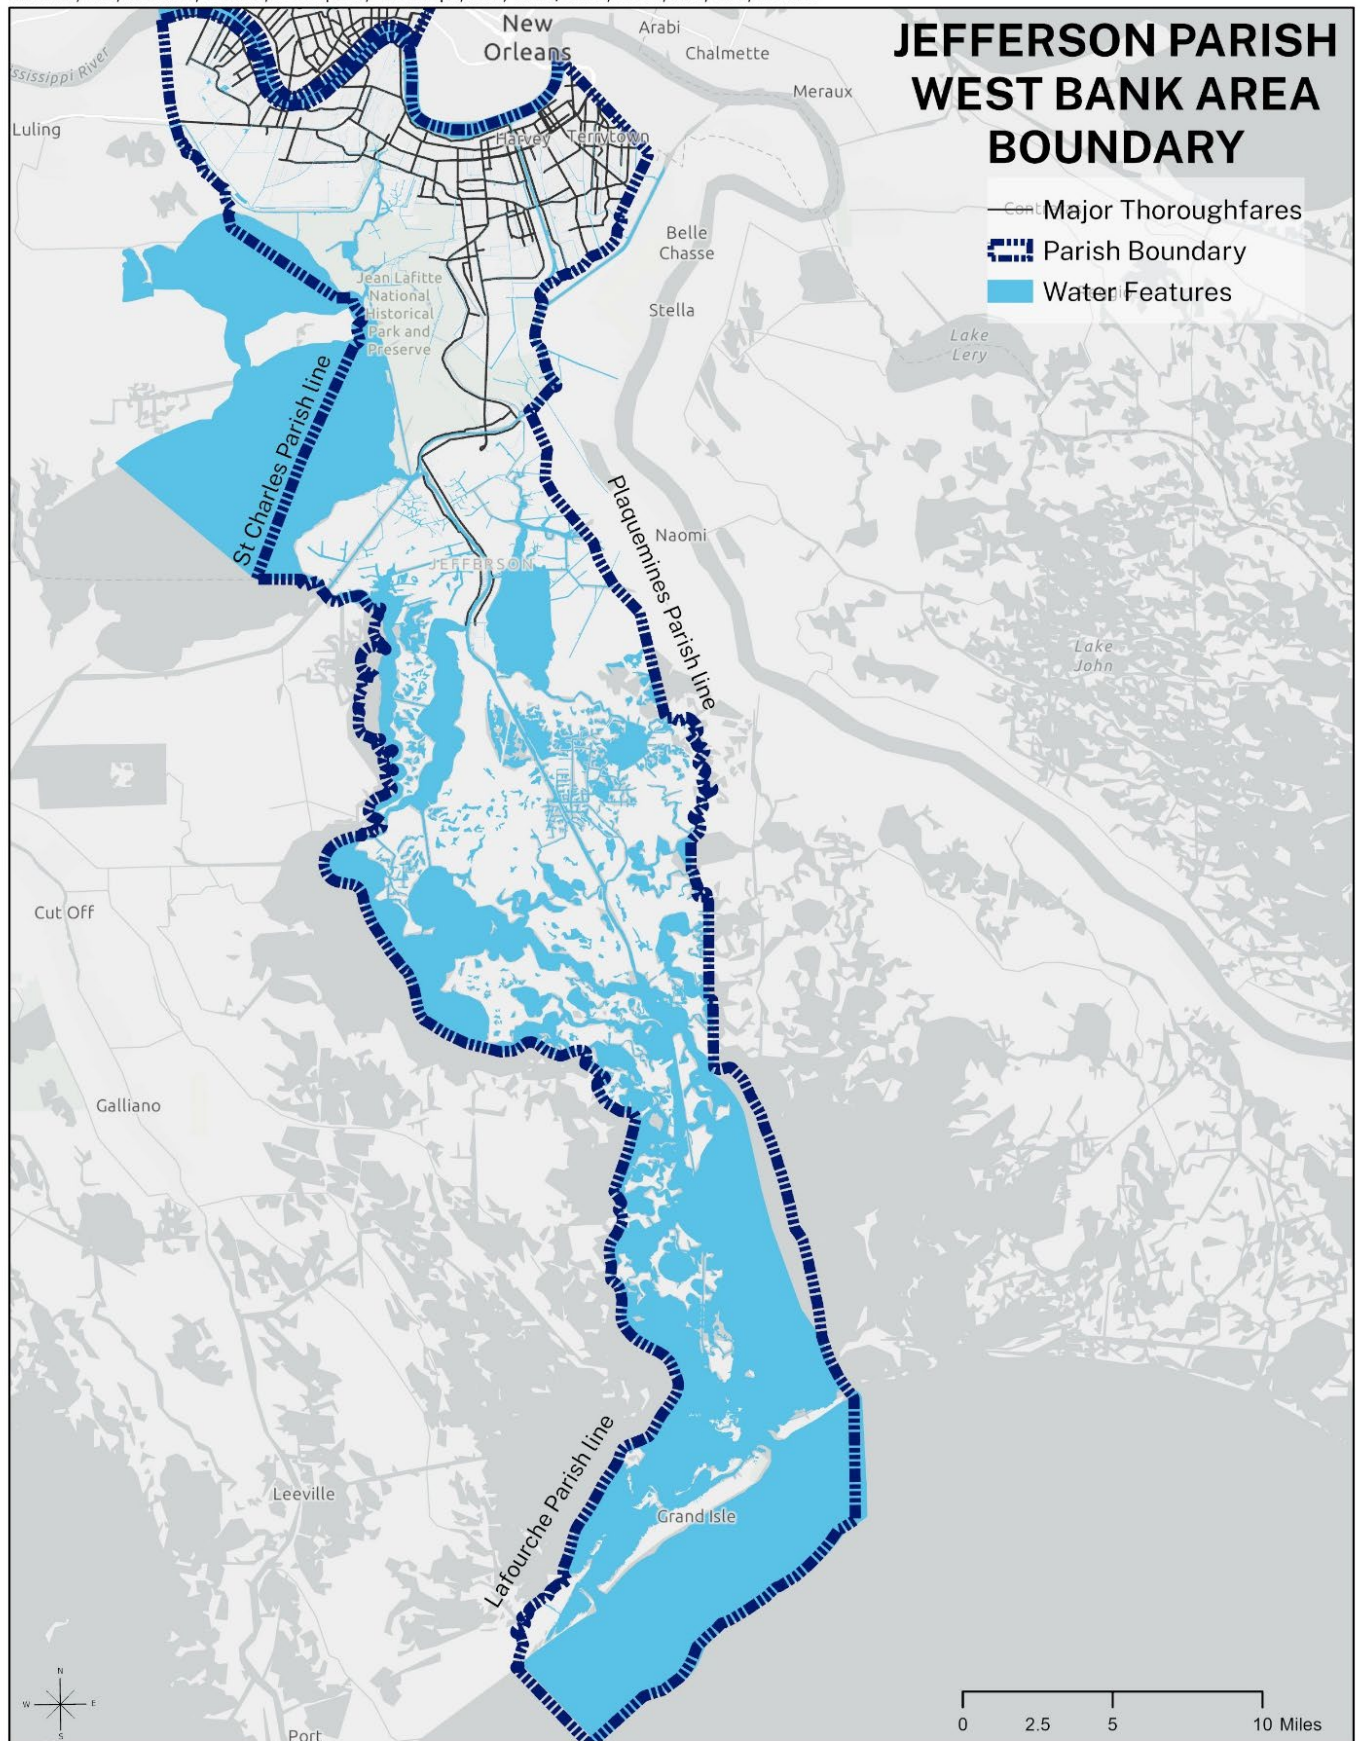 JEFFERSON PARISH
WEST BANK AREA
BOUNDARY
Major Thoroughfares
Parish Boundary
Water Features
New
Orleans
Arabi
Chalmette
Meraux
Luling
Harvey
Terrytown
Belle
Chasse
Stella
Jean Lafitte
National
Historical
Park and
Preserve
Lake
Lery
St Charles Parish line
Plaquemines Parish line
Naomi
JEFFERSON
Lake
John
Cut Off
Galliano
Leeville
Lafourche Parish line
Grand Isle
Port
N
W
E
S
0
2.5
5
10 Miles